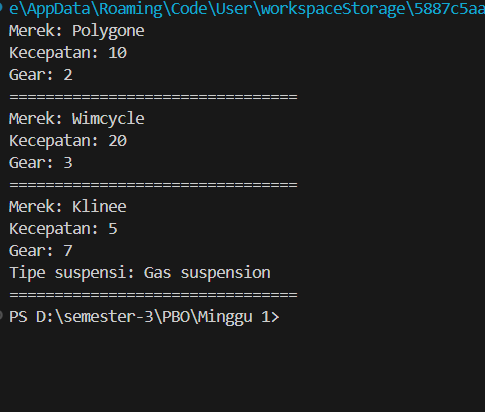 e\AppData\Roaming\Code\User\workspaceStorage\5887c5aa
Merek: Polygone
Kecepatan: 10
Gear: 2
================================
Merek: Wimcycle
Kecepatan: 20
Gear: 3
================================
Merek: Klinee
Kecepatan: 5
Gear: 7
Tipe suspensi: Gas suspension
================================
PS D:\semester-3\PBO\Minggu 1>